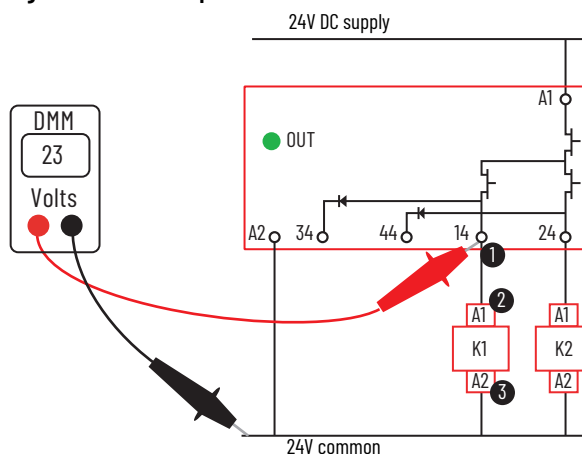 24V DC supply
DMM
23
Volts
OUT
A1
A2
34
44
14
24
1
2
A1
A1
K1
K2
A2
A2
3
24V common